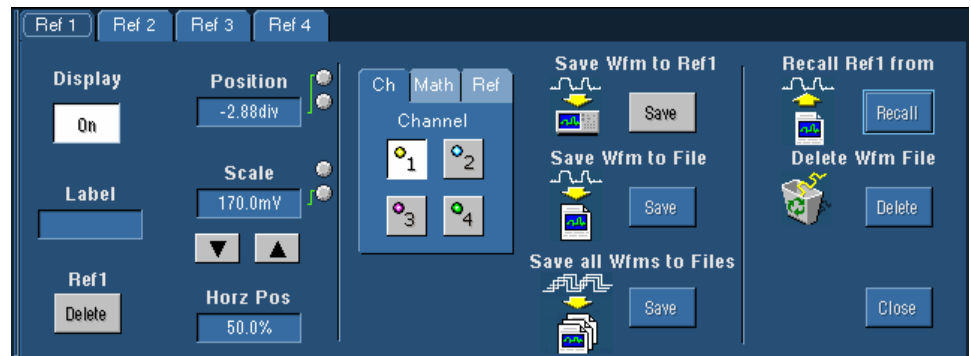 Ref 1 Ref 2 Ref 3 Ref 4
Display
On
Label
Ref1
Delete
Position
-2.88div
Scale
170.0mV
▼ ▲
Horz Pos
50.0%
Ch Math Ref
Channel
1 2
3 4
Save Wfm to Ref1
Save
Save Wfm to File
Save
Save all Wfms to Files
Save
Recall Ref1 from
Recall
Delete Wfm File
Delete
Close